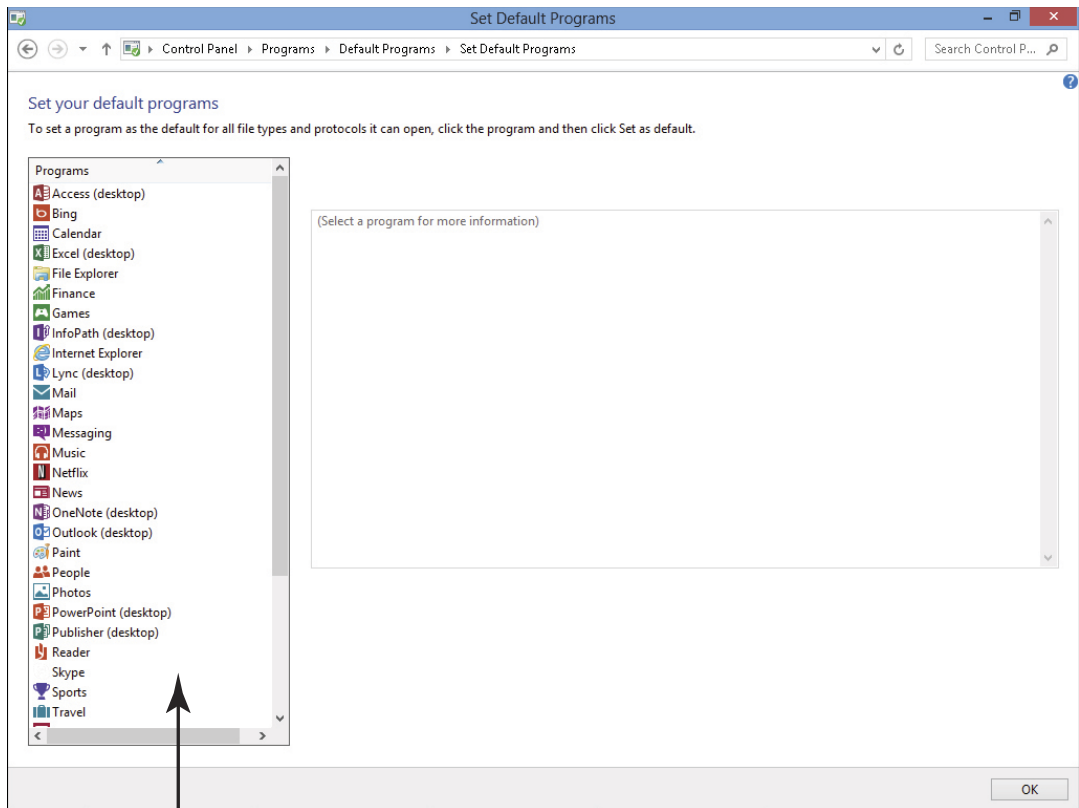 Set Default Programs
Control Panel Programs Default Programs Set Default Programs
Search Control P...
Set your default programs
To set a program as the default for all file types and protocols it can open, click the program and then click Set as default.
Programs
Access (desktop)
Bing
Calendar
Excel (desktop)
File Explorer
Finance
Games
InfoPath (desktop)
Internet Explorer
Lync (desktop)
Mail
Maps
Messaging
Music
Netflix
News
OneNote (desktop)
Outlook (desktop)
Paint
People
Photos
PowerPoint (desktop)
Publisher (desktop)
Reader
Skype
Sports
Travel
(Select a program for more information)
OK